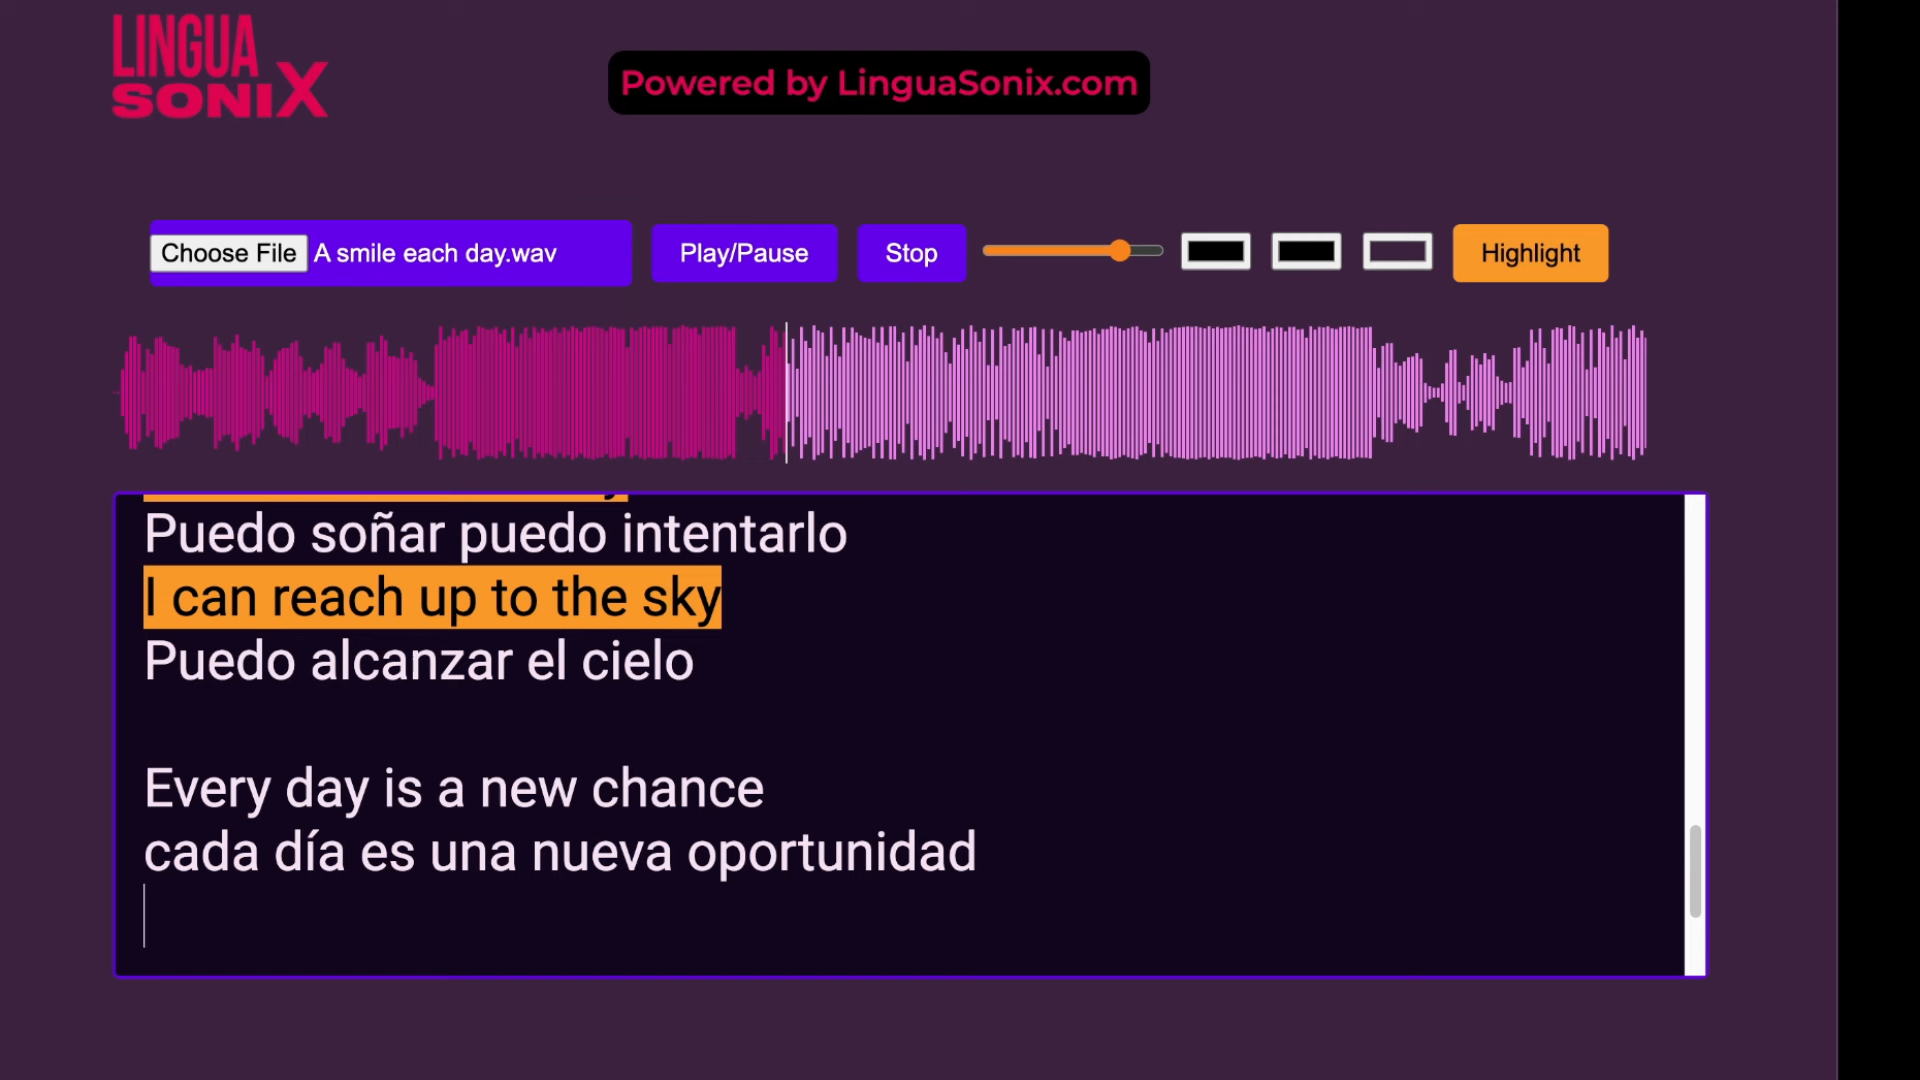 LINGUA
SONIX
Powered by LinguaSonix.com
Choose File A smile each day.wav
Play/Pause
Stop
Highlight
Puedo soñar puedo intentarlo
I can reach up to the sky
Puedo alcanzar el cielo
Every day is a new chance
cada día es una nueva oportunidad